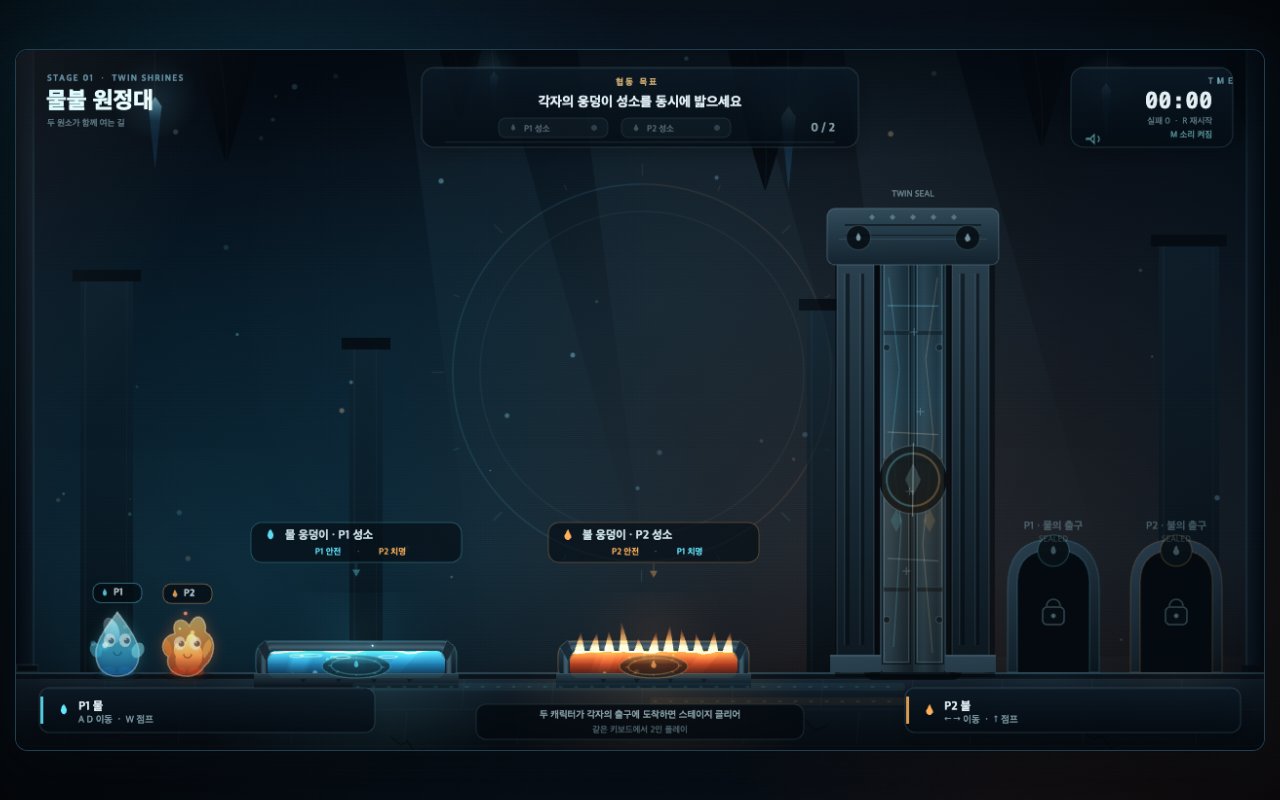 STAGE 01 · TWIN SHRINES
물불 원정대
두 원소가 함께 여는 길
협동 목표
각자의 웅덩이 성소를 동시에 밟으세요
P1 성소
P2 성소
0 / 2
TME
00:00
실패 0 · R 재시작
M 소리 켜짐
TWIN SEAL
물 웅덩이 · P1 성소
P1 안전 · P2 치명
불 웅덩이 · P2 성소
P2 안전 · P1 치명
P1 · 물의 출구
SEALED
P2 · 불의 출구
SEALED
P1
P2
P1 물
A D 이동 · W 점프
두 캐릭터가 각자의 출구에 도착하면 스테이지 클리어
같은 키보드에서 2인 플레이
P2 불
←→ 이동 · ↑ 점프